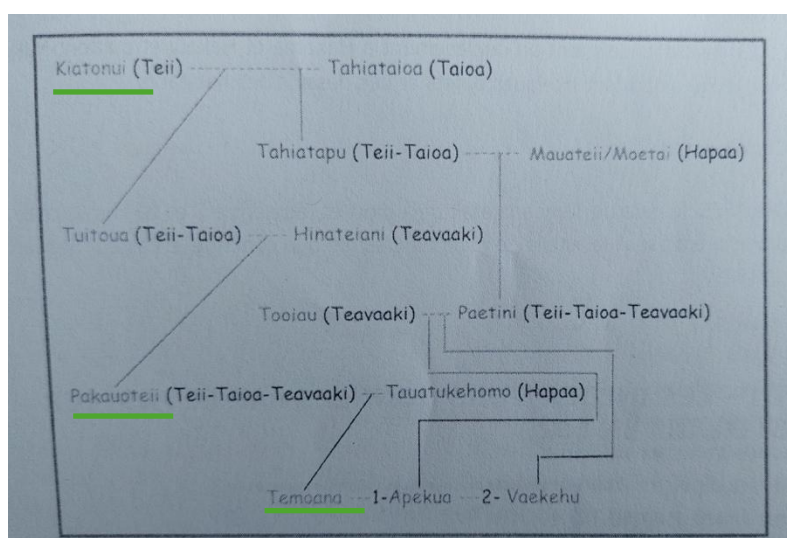 Kiatonui (Teii) Tahiataioa (Taioa)
Tahiatapu (Teii-Taioa) Mauateii/Moetai (Hapaa)
Tuitoua (Teii-Taioa) Hinateiani (Teavaaki)
Tooiau (Teavaaki) Paetini (Teii-Taioa-Teavaaki)
Pakauoteii (Teii-Taioa-Teavaaki) Tauatukehomo (Hapaa)
Temoana 1-Apekua 2- Vaekehu